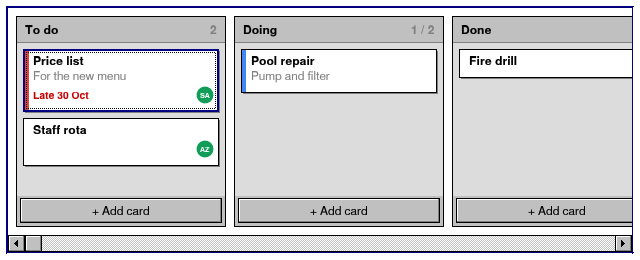 To do 2
Price list
For the new menu
Late 30 Oct SA
Staff rota
AZ
+ Add card
Doing 1 / 2
Pool repair
Pump and filter
+ Add card
Done
Fire drill
+ Add card